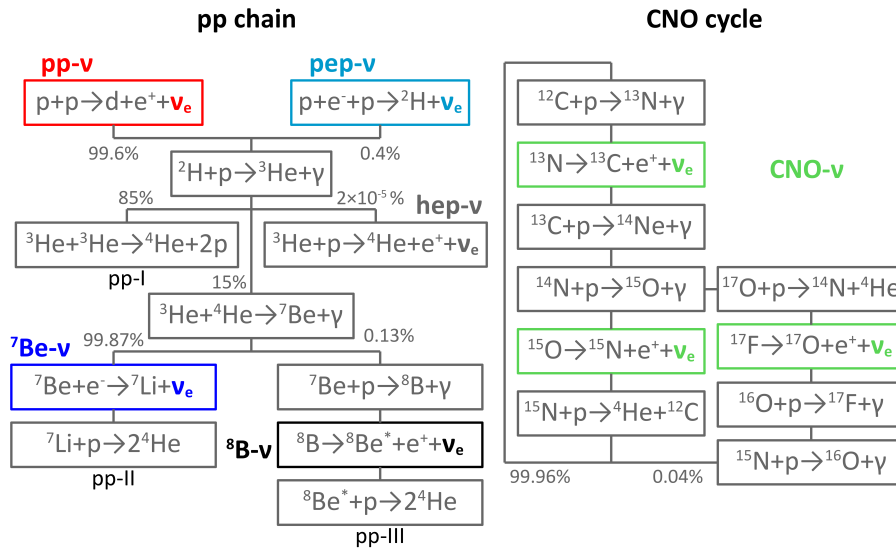 pp chain
pp-ν
pep-ν
p+p→d+e⁺+νₑ
p+e⁻+p→²H+νₑ
99.6%
0.4%
²H+p→³He+γ
85%
2×10⁻⁵ %
hep-ν
³He+³He→⁴He+2p
³He+p→⁴He+e⁺+νₑ
pp-I
15%
³He+⁴He→⁷Be+γ
⁷Be-ν
99.87%
0.13%
⁷Be+e⁻→⁷Li+νₑ
⁷Be+p→⁸B+γ
⁷Li+p→2⁴He
⁸B-ν
⁸B→⁸Be*+e⁺+νₑ
pp-II
⁸Be*+p→2⁴He
pp-III
CNO cycle
¹²C+p→¹³N+γ
¹³N→¹³C+e⁺+νₑ
CNO-ν
¹³C+p→¹⁴Ne+γ
¹⁴N+p→¹⁵O+γ
¹⁷O+p→¹⁴N+⁴He
¹⁵O→¹⁵N+e⁺+νₑ
¹⁷F→¹⁷O+e⁺+νₑ
¹⁵N+p→⁴He+¹²C
¹⁶O+p→¹⁷F+γ
¹⁵N+p→¹⁶O+γ
99.96%
0.04%